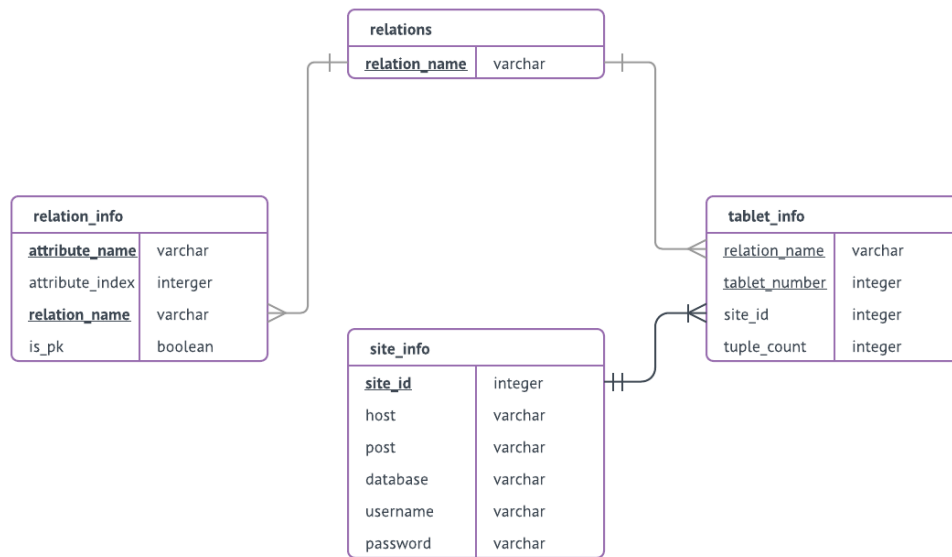 relations
relation_name varchar
relation_info
attribute_name varchar
attribute_index interger
relation_name varchar
is_pk boolean
tablet_info
relation_name varchar
tablet_number integer
site_id integer
tuple_count integer
site_info
site_id integer
host varchar
post varchar
database varchar
username varchar
password varchar